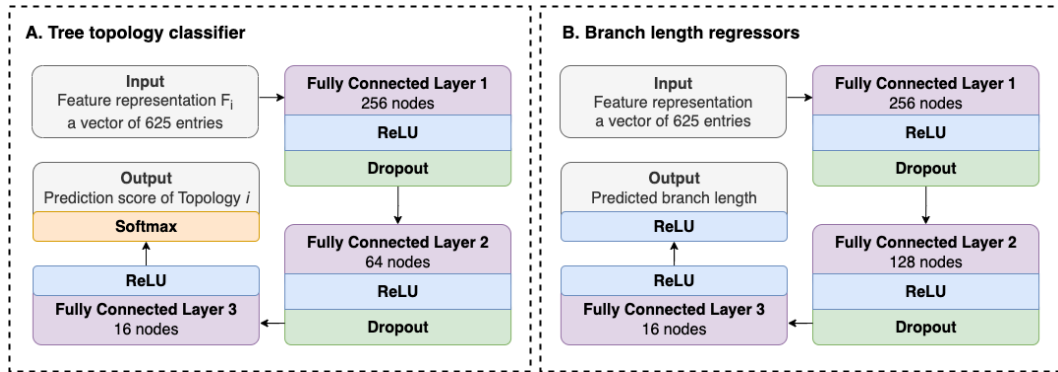 A. Tree topology classifier
Input
Feature representation Fi
a vector of 625 entries
Fully Connected Layer 1
256 nodes
ReLU
Dropout
Fully Connected Layer 2
64 nodes
ReLU
Dropout
Fully Connected Layer 3
16 nodes
ReLU
Softmax
Output
Prediction score of Topology i
B. Branch length regressors
Input
Feature representation
a vector of 625 entries
Fully Connected Layer 1
256 nodes
ReLU
Dropout
Fully Connected Layer 2
128 nodes
ReLU
Dropout
Fully Connected Layer 3
16 nodes
ReLU
ReLU
Output
Predicted branch length